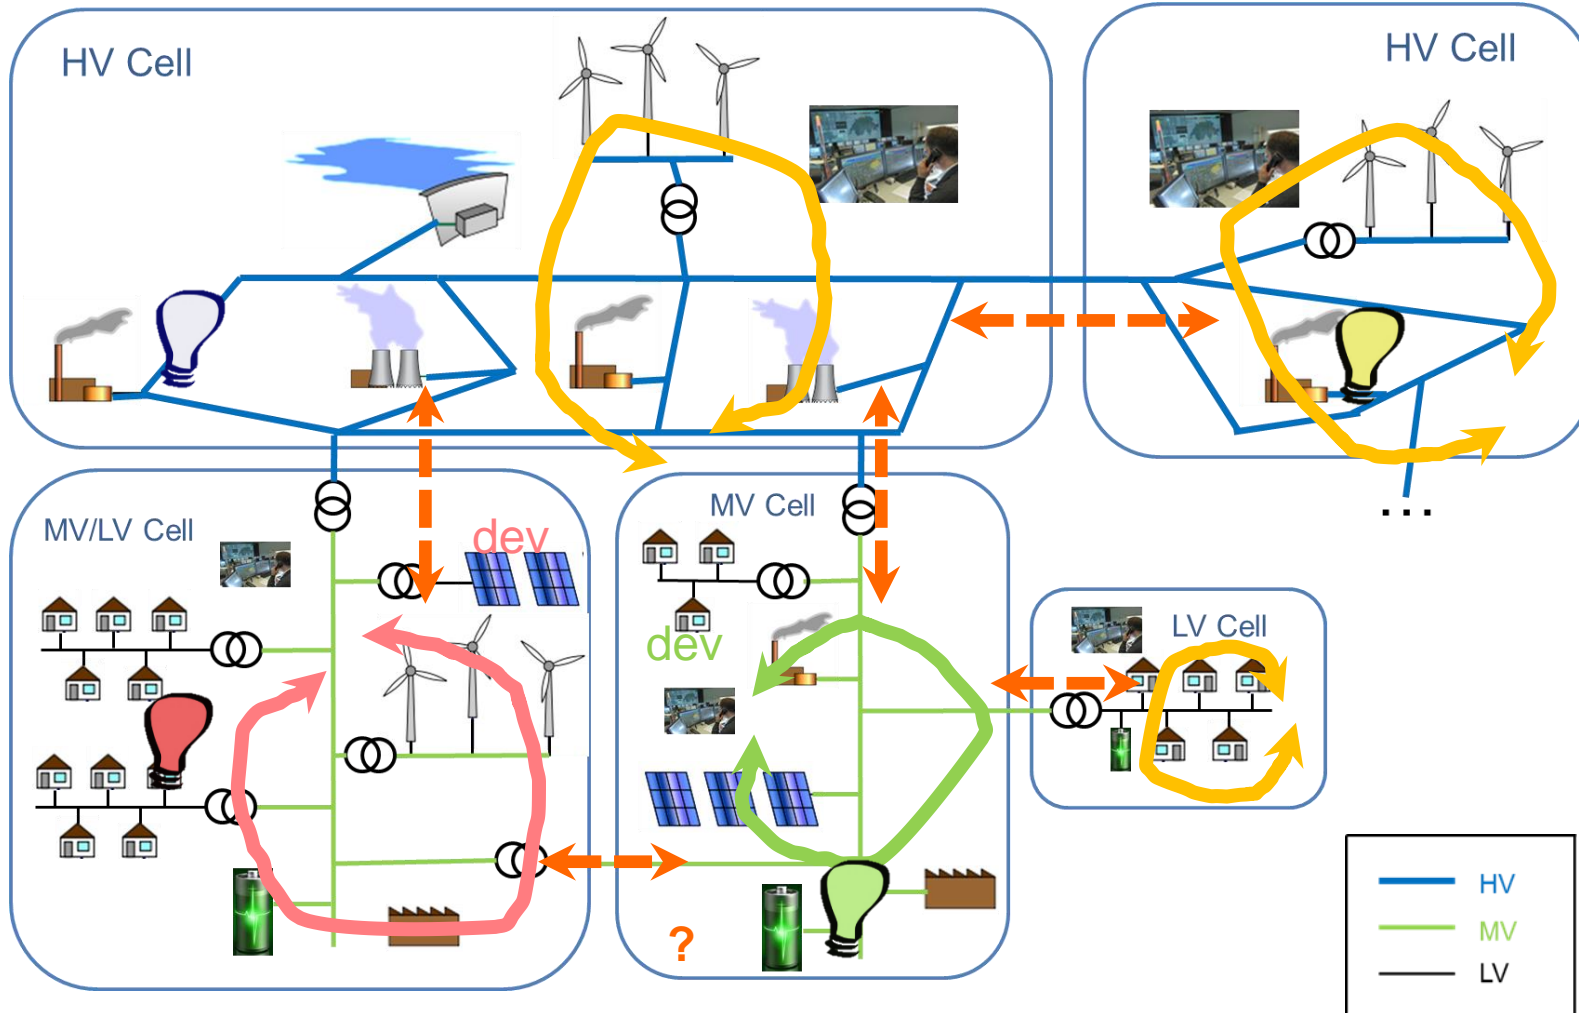 HV Cell
HV Cell
MV/LV Cell
dev
MV Cell
...
dev
LV Cell
?
HV
MV
LV